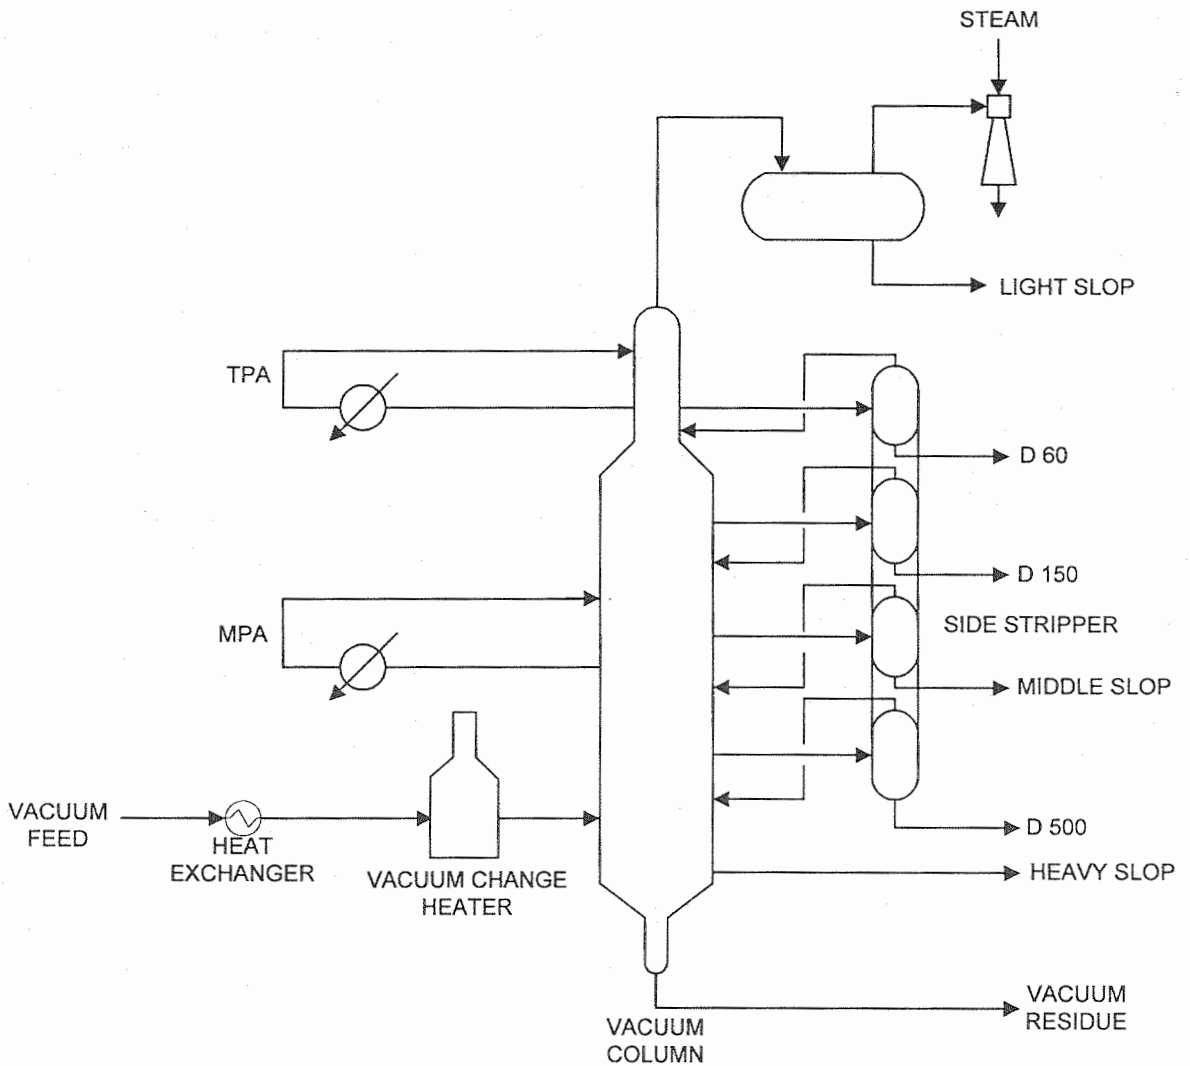 STEAM
LIGHT SLOP
TPA
D 60
D 150
SIDE STRIPPER
MPA
MIDDLE SLOP
VACUUM
FEED
HEAT
EXCHANGER
VACUUM CHANGE
HEATER
D 500
HEAVY SLOP
VACUUM
RESIDUE
VACUUM
COLUMN